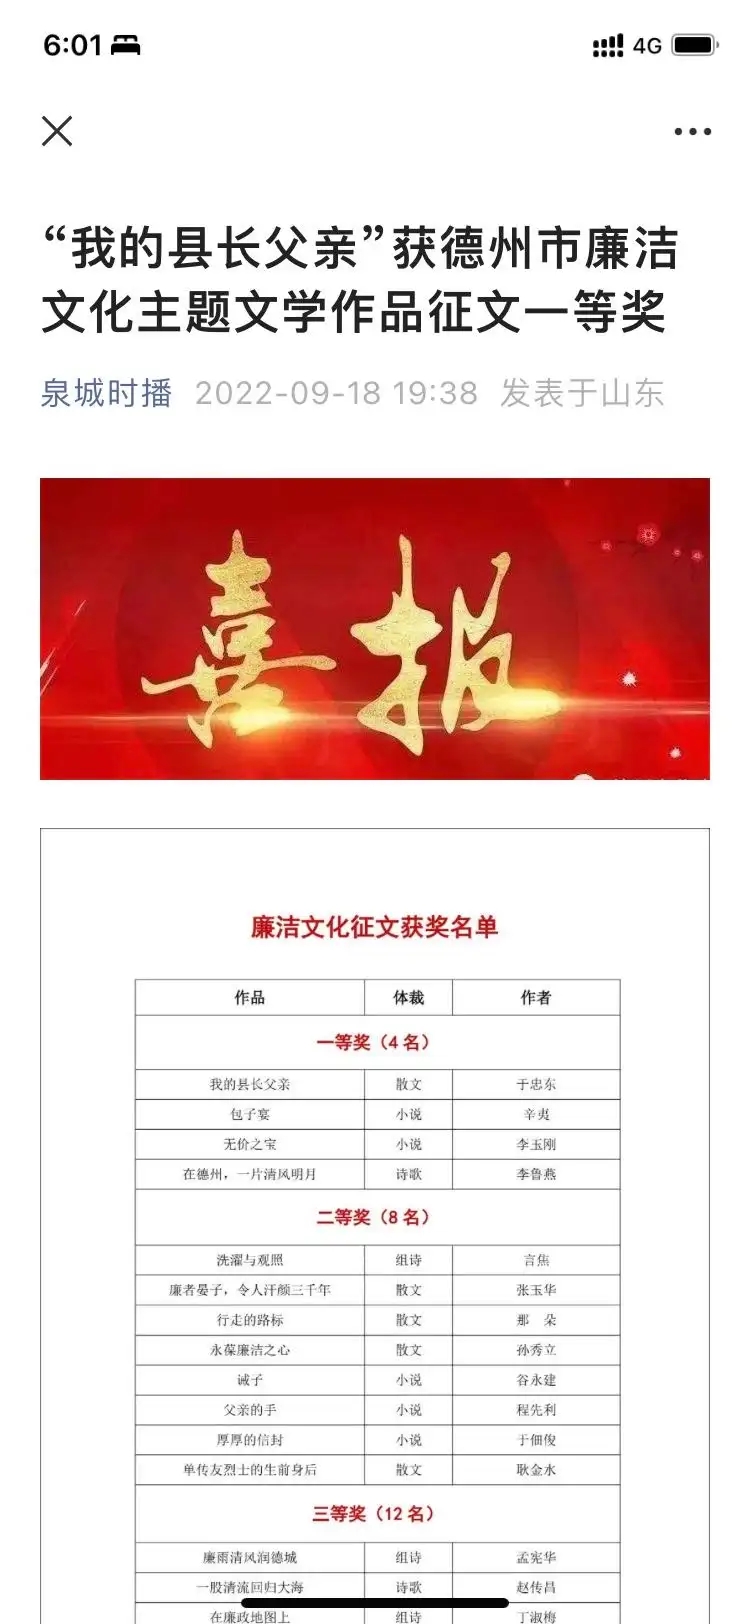 6:01 4G
“我的县长父亲”获德州市廉洁
文化主题文学作品征文一等奖
泉城时播 2022-09-18 19:38 发表于山东
喜报
廉洁文化征文获奖名单
作品 体裁 作者
一等奖（4名）
我的县长父亲 散文 于忠东
包子宴 小说 辛夷
无价之宝 小说 李玉刚
在德州，一片清风明月 诗歌 李鲁燕
二等奖（8名）
洗濯与观照 组诗 言焦
廉者晏子，令人汗颜三千年 散文 张玉华
行走的路标 散文 那 朵
永葆廉洁之心 散文 孙秀立
诫子 小说 谷永建
父亲的手 小说 程先利
厚厚的信封 小说 于佃俊
单传友烈士的生前身后 散文 耿金水
三等奖（12名）
廉雨清风润德城 组诗 孟宪华
一股清流回归大海 诗歌 赵传昌
在廉政地图上 组诗 丁淑梅